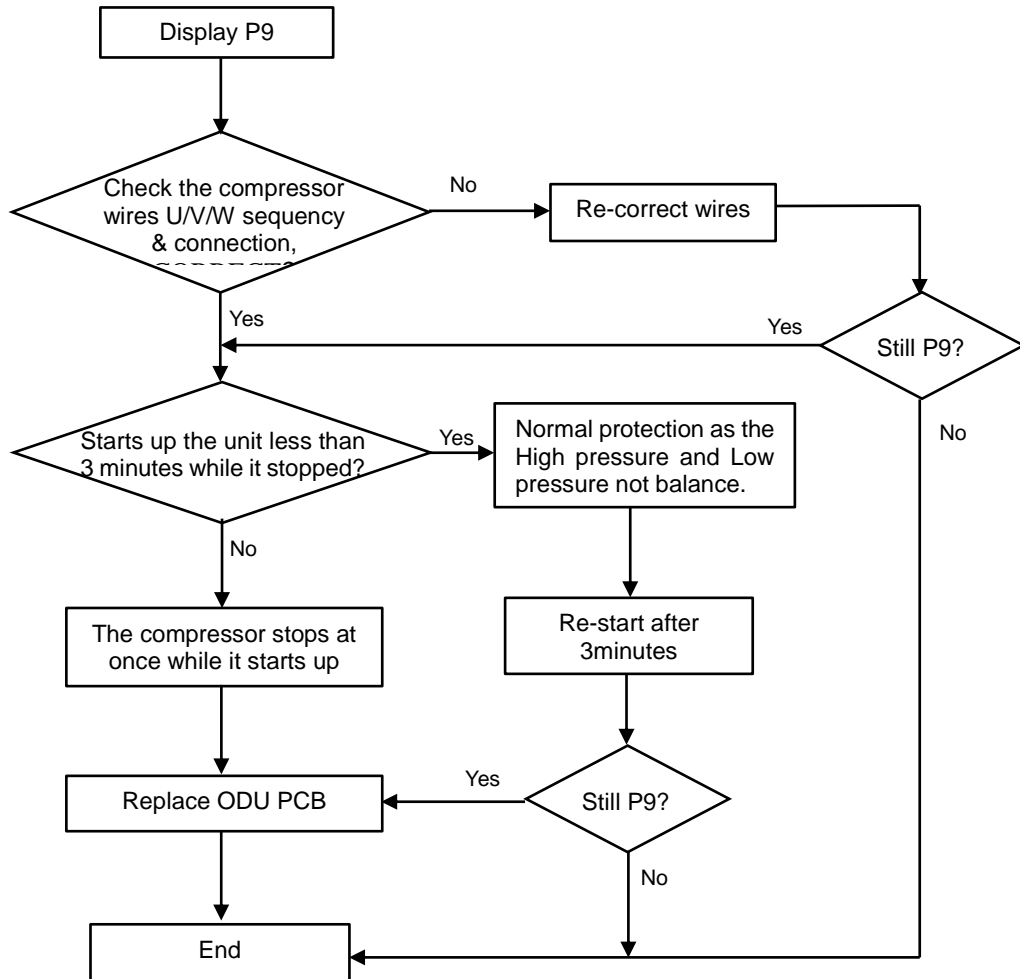 Display P9
Check the compressor
wires U/V/W sequency
& connection,
No
Re-correct wires
Yes
Yes
Still P9?
No
Starts up the unit less than
3 minutes while it stopped?
Yes
Normal protection as the
High pressure and Low
pressure not balance.
No
The compressor stops at
once while it starts up
Re-start after
3minutes
Replace ODU PCB
Yes
Still P9?
No
End